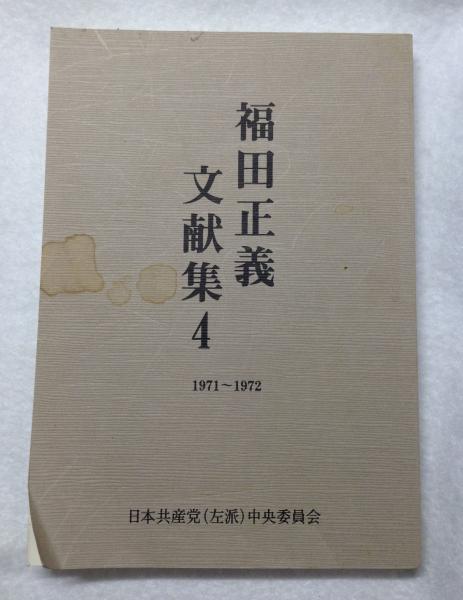 福田正義
文献集4
1971~1972
日本共産党(左派)中央委員会